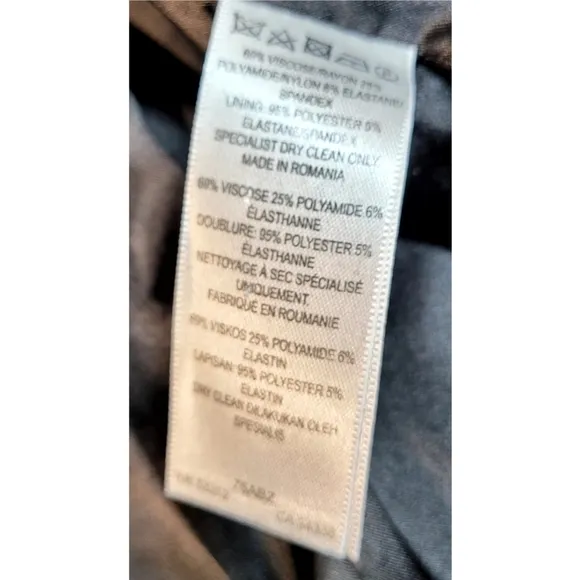 69% VISCOSE/RAYON 25%
POLYAMIDE/NYLON 6% ELASTANE/
SPANDEX
LINING: 95% POLYESTER 5%
ELASTANE/SPANDEX
SPECIALIST DRY CLEAN ONLY
MADE IN ROMANIA
69% VISCOSE 25% POLYAMIDE 6%
ÉLASTHANNE
DOUBLURE: 95% POLYESTER 5%
ÉLASTHANNE
NETTOYAGE À SEC SPÉCIALISÉ
UNIQUEMENT.
FABRIQUÉ EN ROUMANIE
69% VISKOS 25% POLYAMIDE 6%
ELASTIN
LAPISAN: 95% POLYESTER 5%
ELASTIN
DRY CLEAN DILAKUKAN OLEH
SPESIALIS
75ABZ